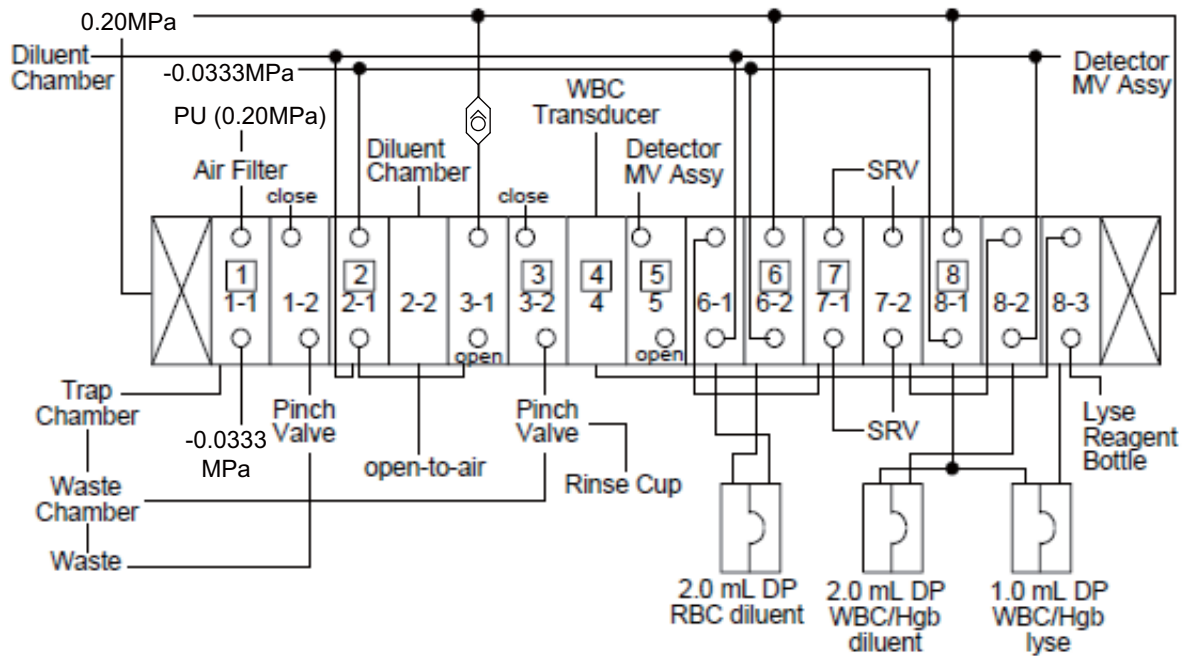 0.20MPa
Diluent
Chamber
-0.0333MPa
Detector
MV Assy
WBC
Transducer
PU (0.20MPa)
Air Filter
Diluent
Chamber
Detector
MV Assy
SRV
close
close
1 2 3 4 5 6 7 8
1-1 1-2 2-1 2-2 3-1 3-2 4 5 6-1 6-2 7-1 7-2 8-1 8-2 8-3
open
open
Trap
Chamber
-0.0333
MPa
Pinch
Valve
open-to-air
Pinch
Valve
Rinse Cup
SRV
Lyse
Reagent
Bottle
Waste
Chamber
Waste
2.0 mL DP
RBC diluent
2.0 mL DP
WBC/Hgb
diluent
1.0 mL DP
WBC/Hgb
lyse